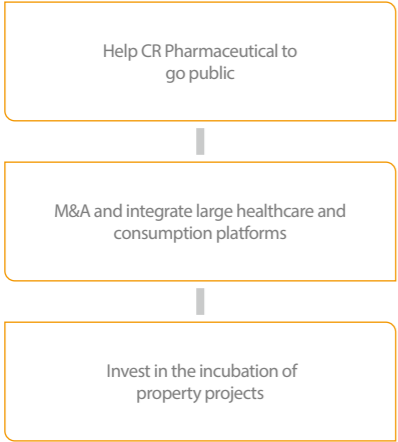 Help CR Pharmaceutical to
go public
M&A and integrate large healthcare and
consumption platforms
Invest in the incubation of
property projects